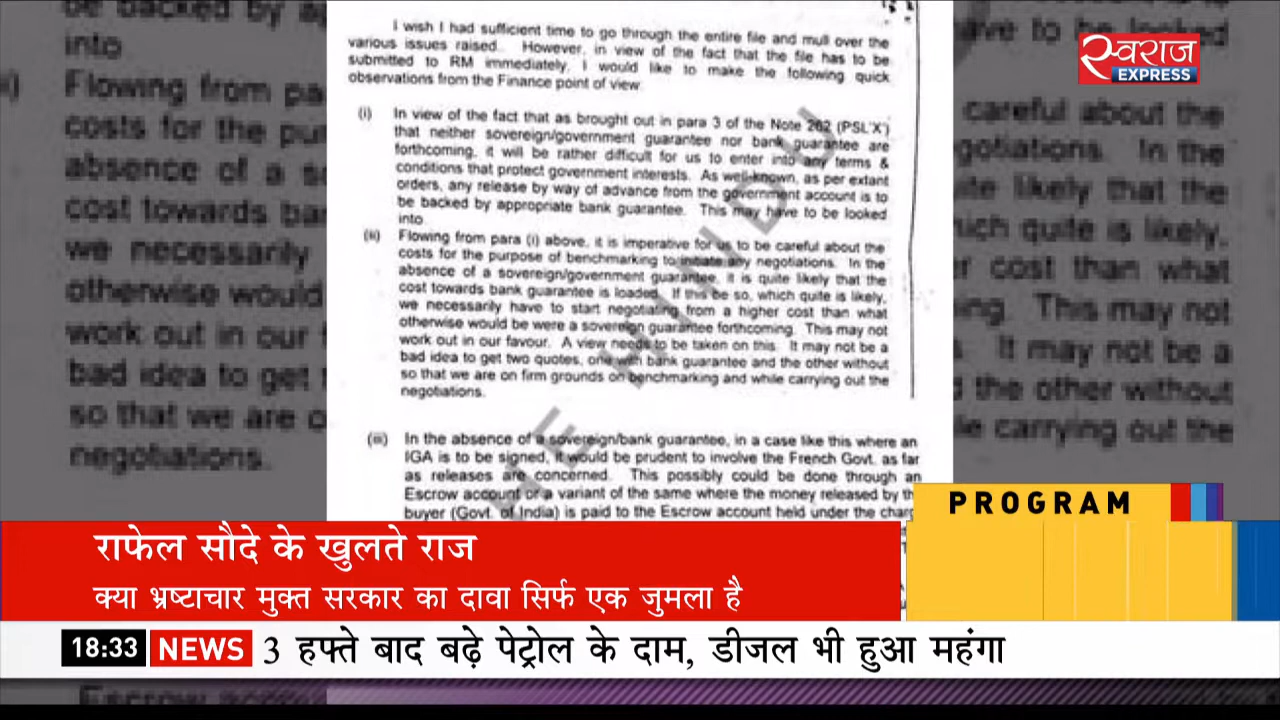 I wish I had sufficient time to go through the entire file and mull over the
various issues raised. However, in view of the fact that the file has to be
submitted to RM immediately, I would like to make the following quick
observations from the Finance point of view.
(i) In view of the fact that as brought out in para 3 of the Note 262 (PSL'X')
that neither sovereign/government guarantee nor bank guarantee are
forthcoming, it will be rather difficult for us to enter into any terms &
conditions that protect government interests. As well-known, as per extant
orders, any release by way of advance from the government account is to
be backed by appropriate bank guarantee. This may have to be looked
into.
(ii) Flowing from para (i) above, it is imperative for us to be careful about the
costs for the purpose of benchmarking to initiate any negotiations. In the
absence of a sovereign/government guarantee, it is quite likely that the
cost towards bank guarantee is loaded. If this be so, which quite is likely,
we necessarily have to start negotiating from a higher cost than what
otherwise would be were a sovereign guarantee forthcoming. This may not
work out in our favour. A view needs to be taken on this. It may not be a
bad idea to get two quotes, one with bank guarantee and the other without
so that we are on firm grounds on benchmarking and while carrying out the
negotiations.
(iii) In the absence of a sovereign/bank guarantee, in a case like this where an
IGA is to be signed, it would be prudent to involve the French Govt. as far
as releases are concerned. This possibly could be done through an
Escrow account or a variant of the same where the money released by th
buyer (Govt. of India) is paid to the Escrow account held under the charg
स्वराज
EXPRESS
PROGRAM
राफेल सौदे के खुलते राज
क्या भ्रष्टाचार मुक्त सरकार का दावा सिर्फ एक जुमला है
18:33 NEWS 3 हफ्ते बाद बढ़े पेट्रोल के दाम, डीजल भी हुआ महंगा